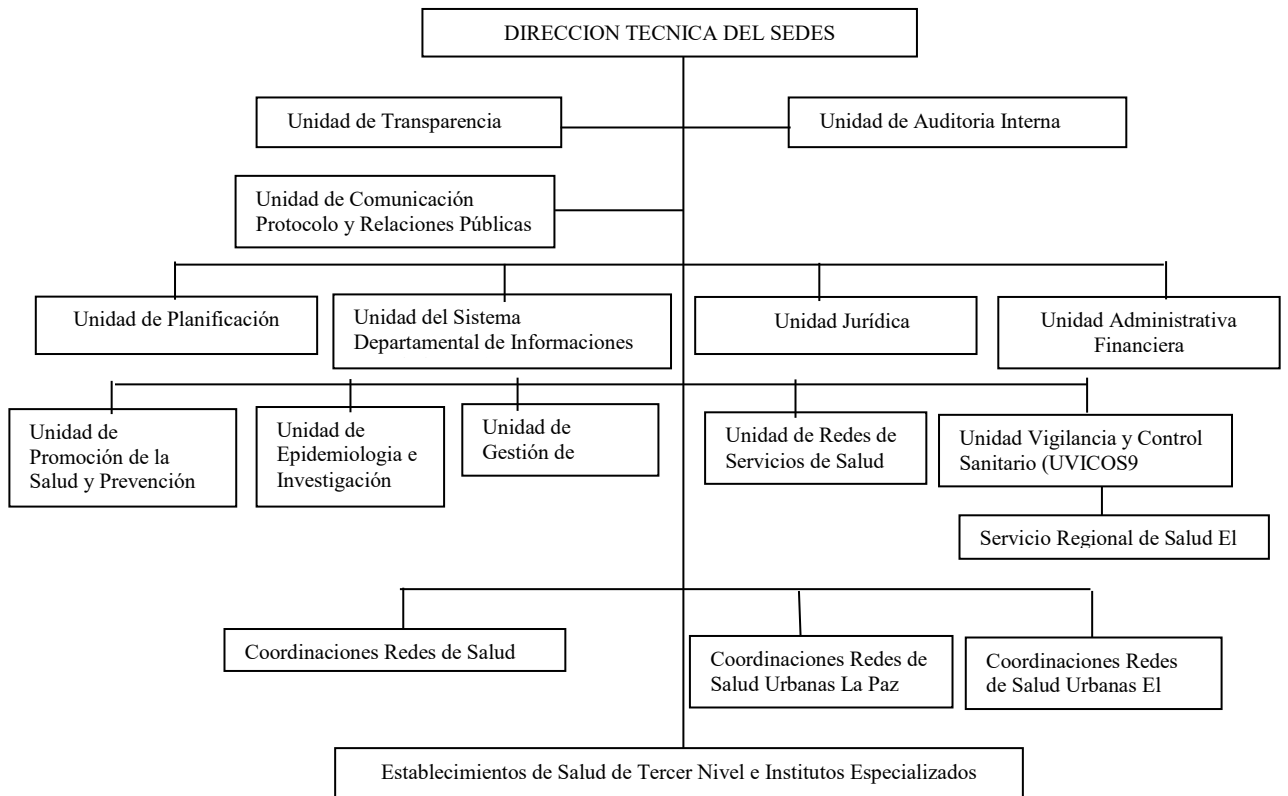 DIRECCION TECNICA DEL SEDES
Unidad de Transparencia
Unidad de Auditoria Interna
Unidad de Comunicación
Protocolo y Relaciones Públicas
Unidad de Planificación
Unidad del Sistema
Departamental de Informaciones
Unidad Jurídica
Unidad Administrativa
Financiera
Unidad de
Promoción de la
Salud y Prevención
Unidad de
Epidemiologia e
Investigación
Unidad de
Gestión de
Unidad de Redes de
Servicios de Salud
Unidad Vigilancia y Control
Sanitario (UVICOS9
Servicio Regional de Salud El
Coordinaciones Redes de Salud
Coordinaciones Redes de
Salud Urbanas La Paz
Coordinaciones Redes
de Salud Urbanas El
Establecimientos de Salud de Tercer Nivel e Institutos Especializados